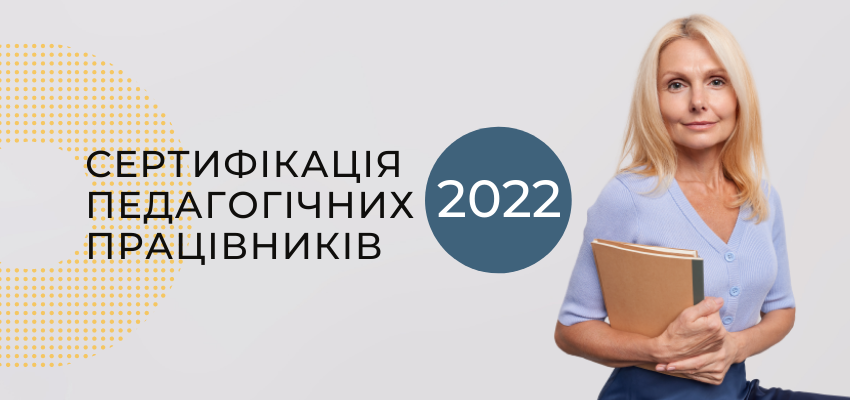 СЕРТИФІКАЦІЯ
ПЕДАГОГІЧНИХ
ПРАЦІВНИКІВ
2022